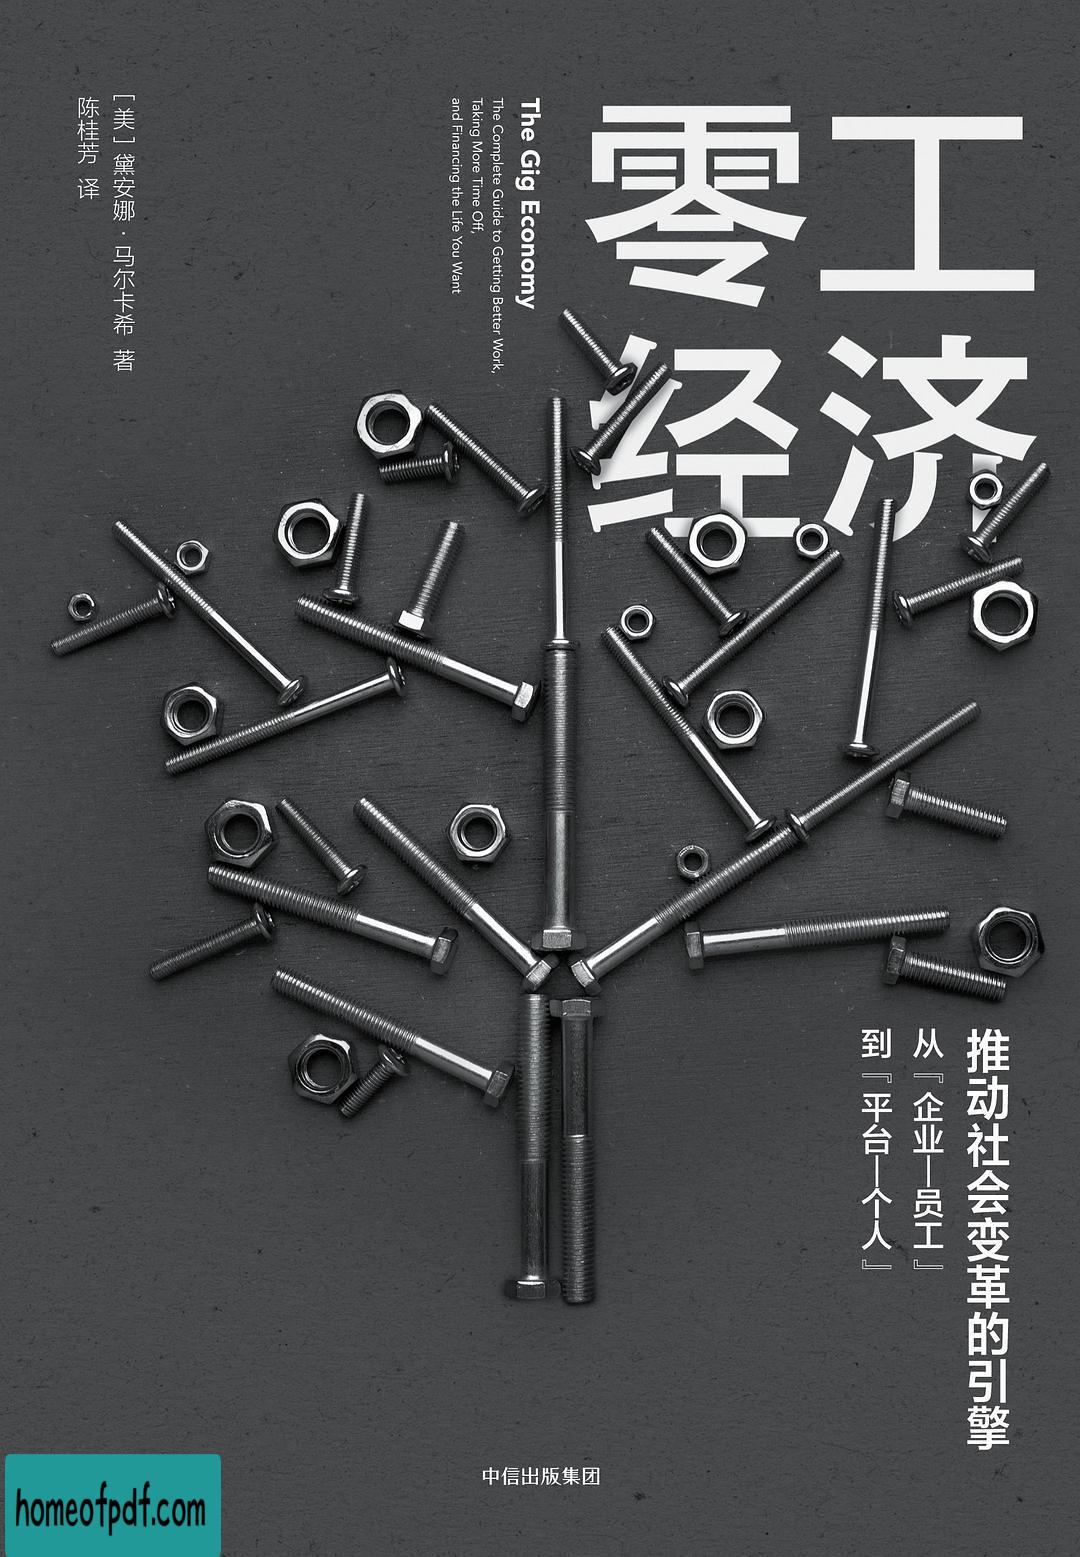 零工
经济
The Gig Economy
The Complete Guide to Getting Better Work,
Taking More Time Off,
and Financing the Life You Want
［美］黛安娜·马尔卡希 著
陈桂芳 译
推动社会变革的引擎
从『企业—员工』
到『平台—个人』
中信出版集团
homeofpdf.com